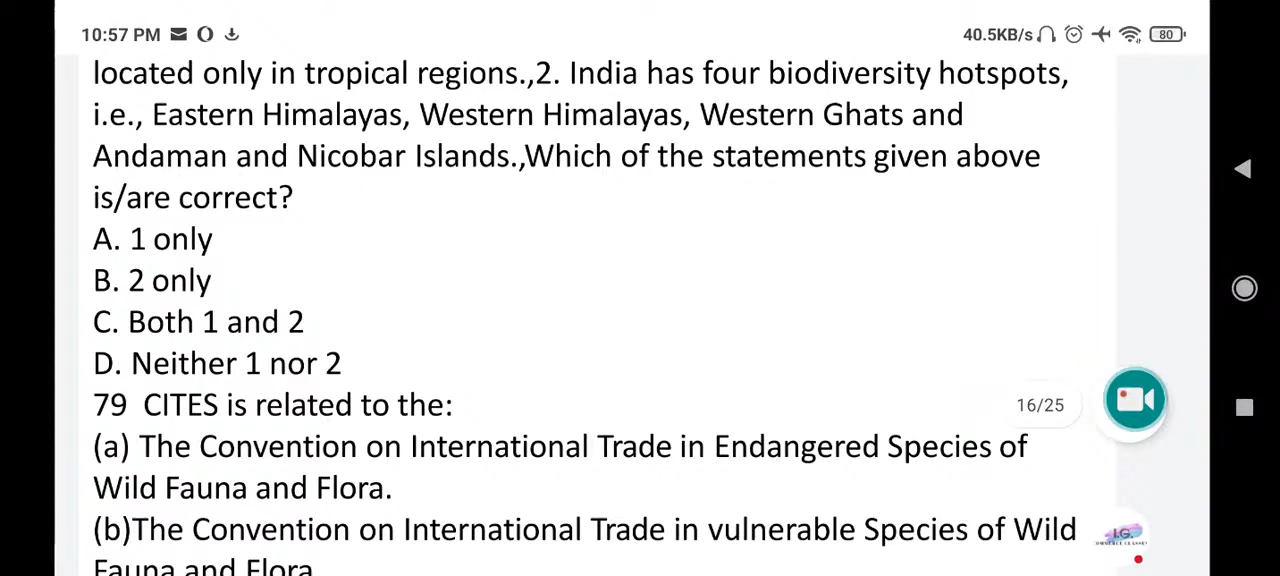 10:57 PM
40.5KB/s
80
located only in tropical regions.,2. India has four biodiversity hotspots,
i.e., Eastern Himalayas, Western Himalayas, Western Ghats and
Andaman and Nicobar Islands.,Which of the statements given above
is/are correct?
A. 1 only
B. 2 only
C. Both 1 and 2
D. Neither 1 nor 2
79  CITES is related to the:
16/25
(a) The Convention on International Trade in Endangered Species of
Wild Fauna and Flora.
(b)The Convention on International Trade in vulnerable Species of Wild
I.G.
Fauna and Flora